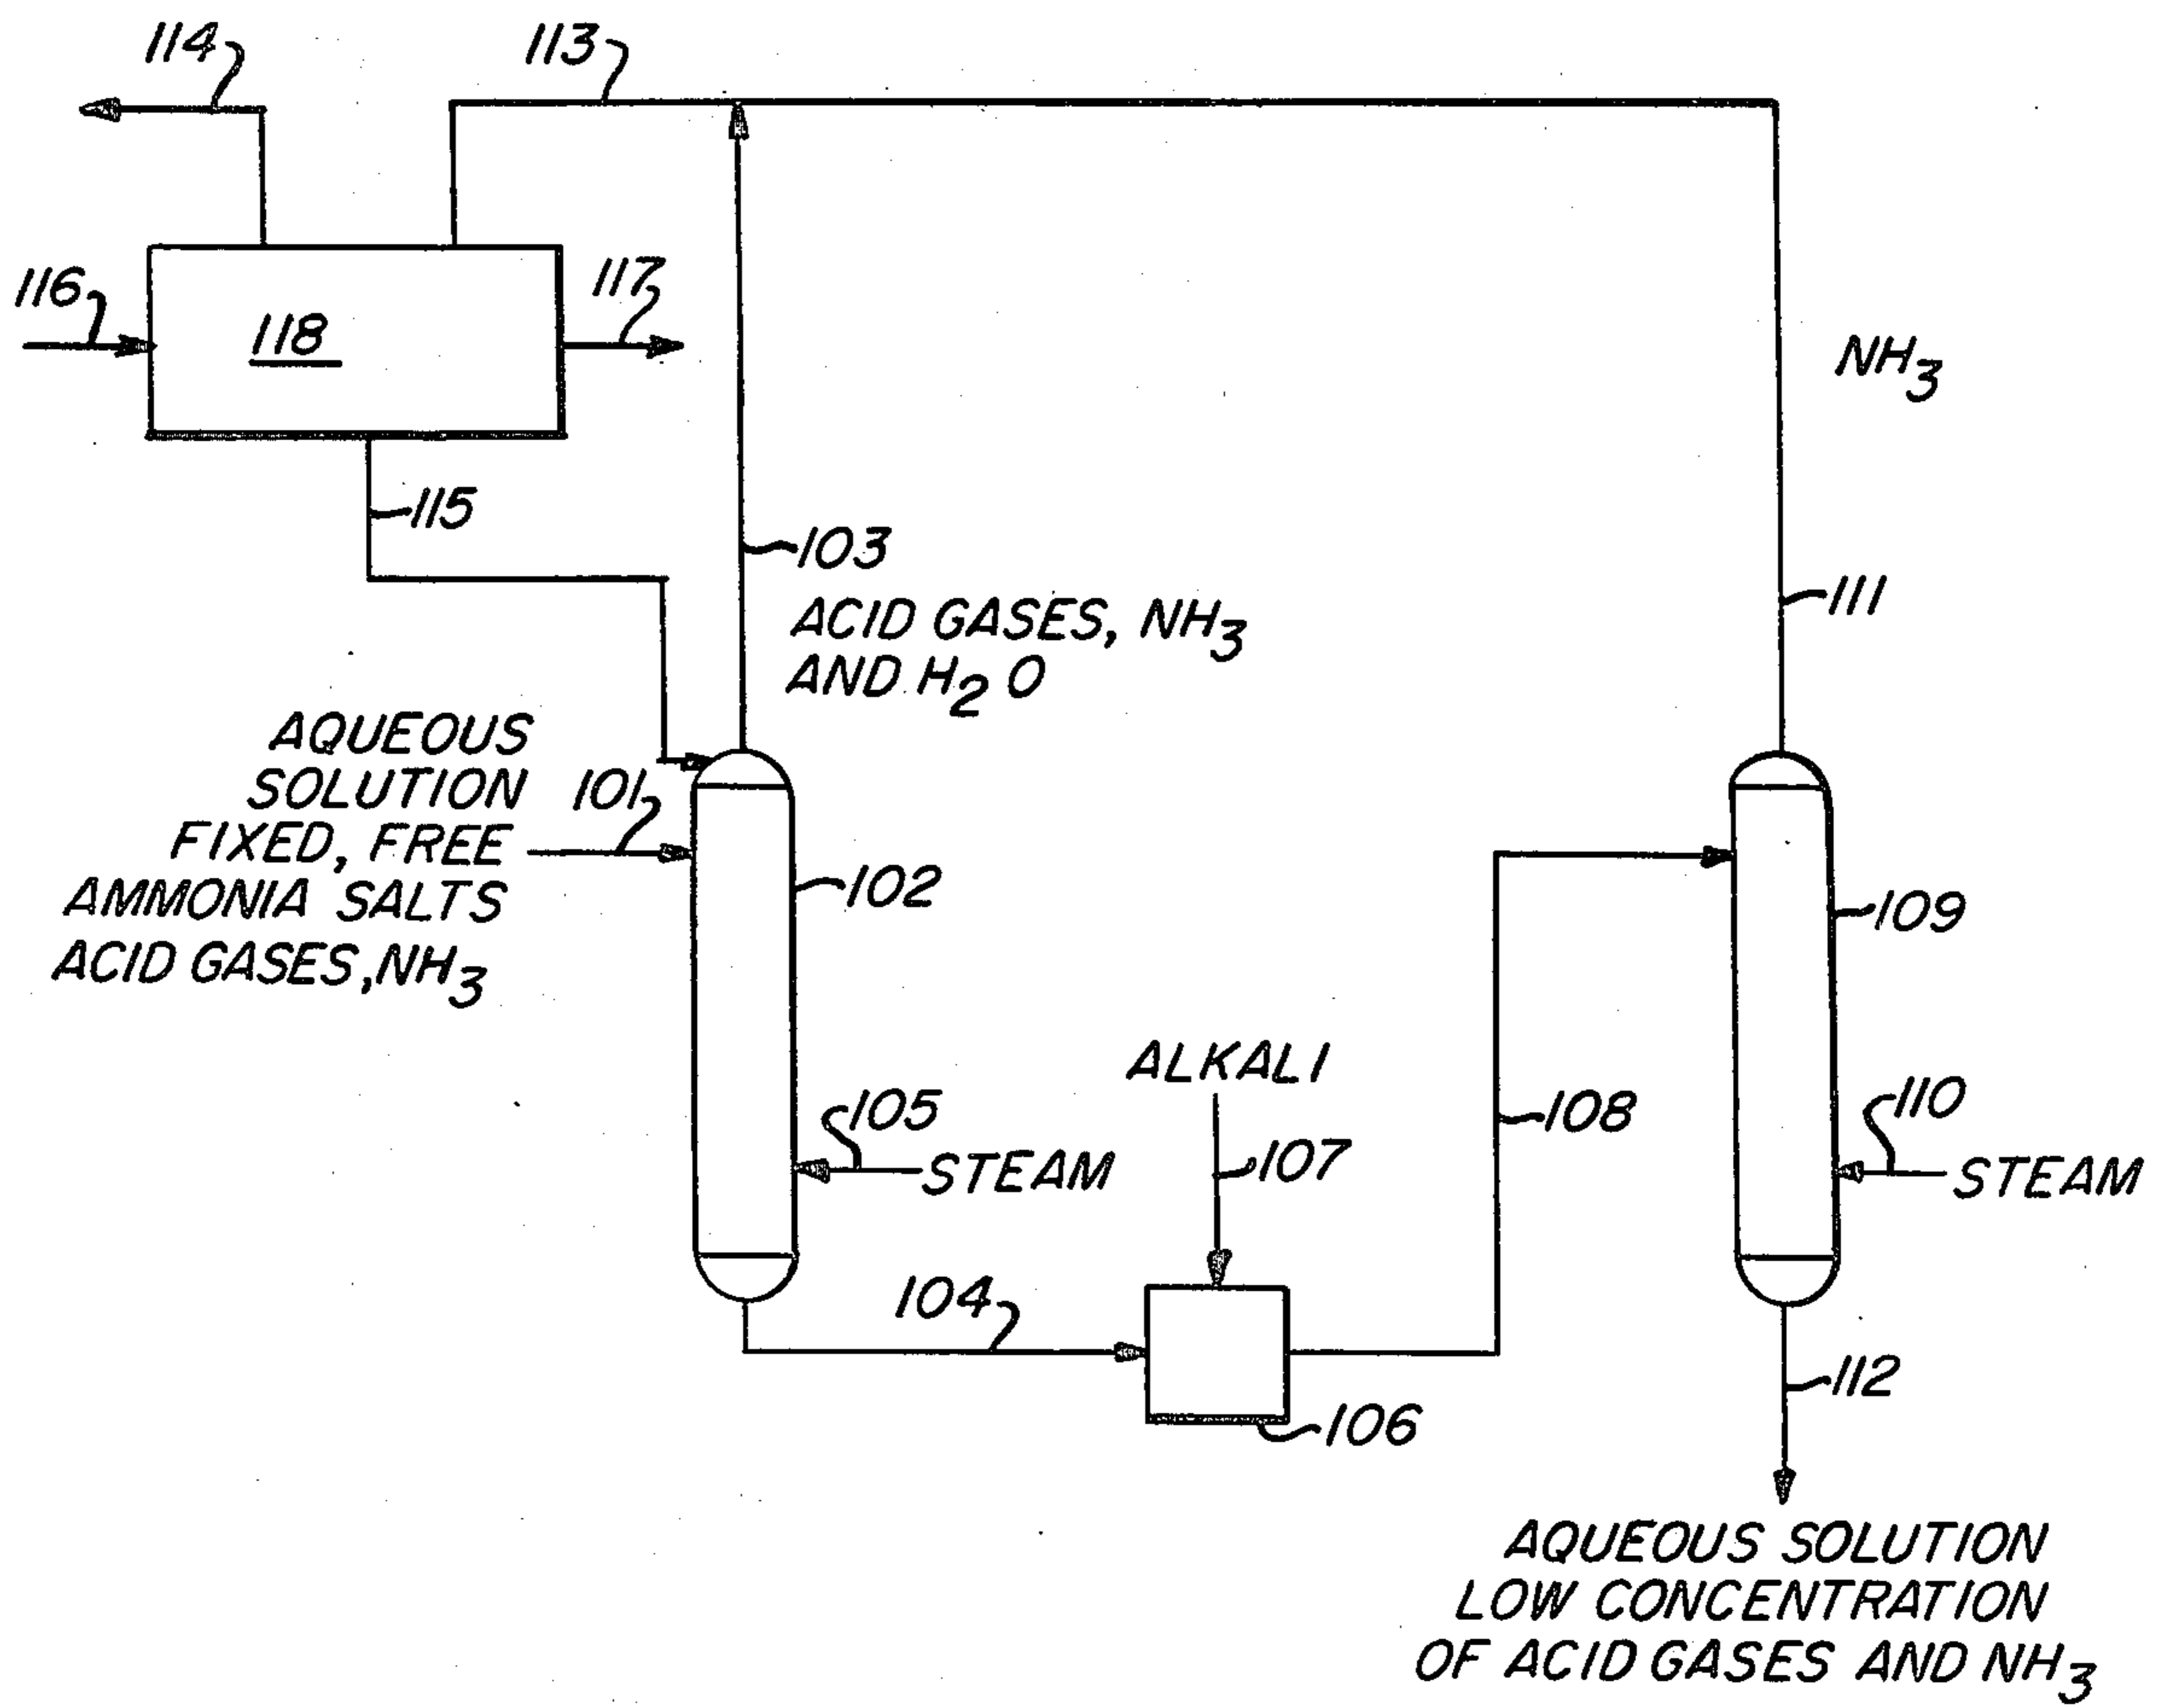 114
113
116
117
118
NH3
115
103
111
ACID GASES, NH3
AND H2O
AQUEOUS
SOLUTION
101
FIXED, FREE
102
109
AMMONIA SALTS
ACID GASES, NH3
ALKALI
105
STEAM
107
108
110
STEAM
104
106
112
AQUEOUS SOLUTION
LOW CONCENTRATION
OF ACID GASES AND NH3